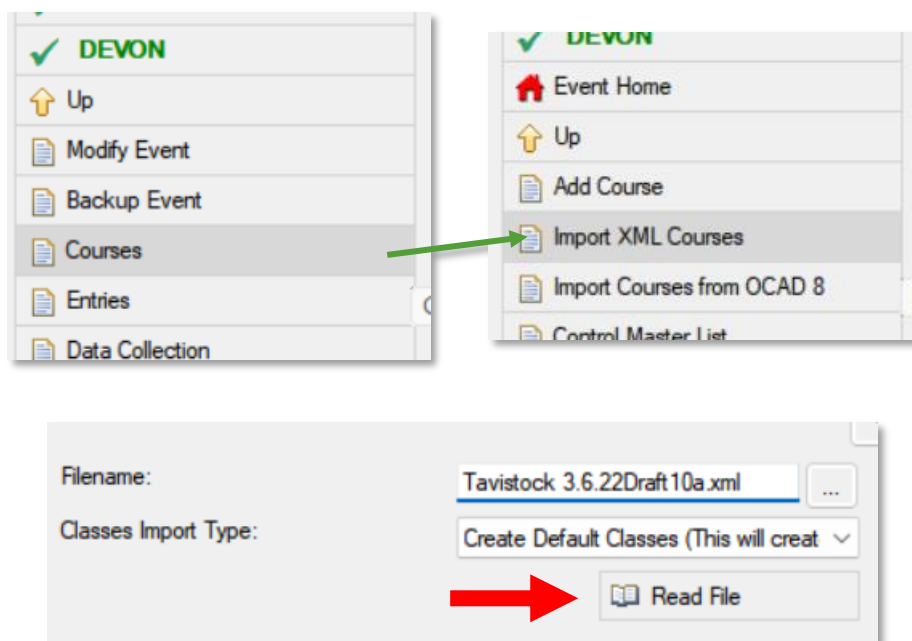 DEVON
Up
Modify Event
Backup Event
Courses
Entries
Data Collection
DEVON
Event Home
Up
Add Course
Import XML Courses
Import Courses from OCAD 8
Control Master List
Filename:
Tavistock 3.6.22Draft10a.xml
...
Classes Import Type:
Create Default Classes (This will creat
Read File